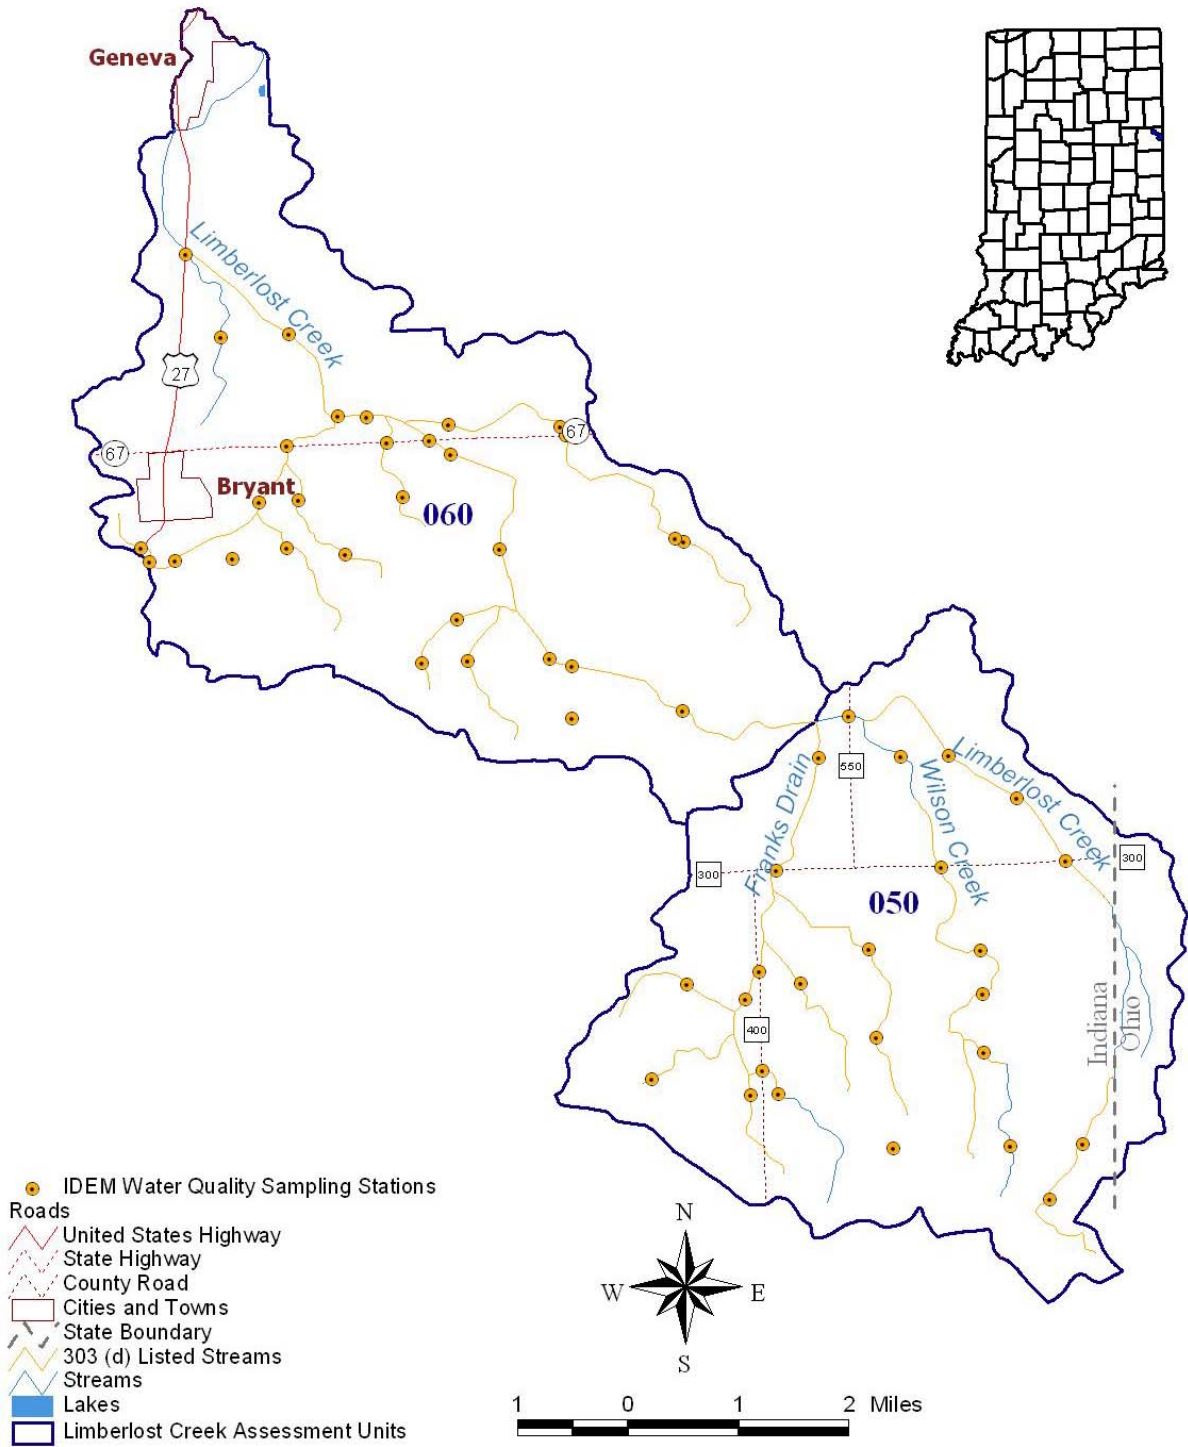 Geneva
Limberlost Creek
27
67
67
Bryant
060
550
Franks Drain
Wilson Creek
Limberlost Creek
300
300
050
400
Indiana
Ohio
IDEM Water Quality Sampling Stations
Roads
United States Highway
State Highway
County Road
Cities and Towns
State Boundary
303 (d) Listed Streams
Streams
Lakes
Limberlost Creek Assessment Units
N
W
E
S
1 0 1 2 Miles